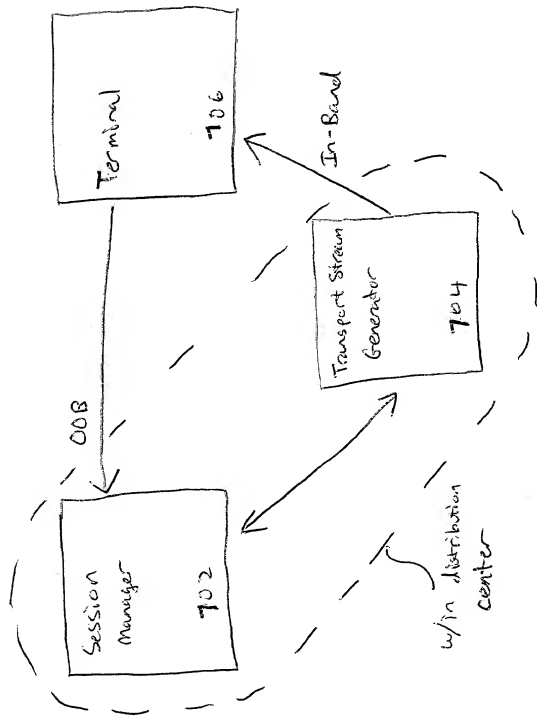 Terminal
706
OOB
In-Band
Session
Manager
702
Transport Stream
Generator
704
w/in distribution
center